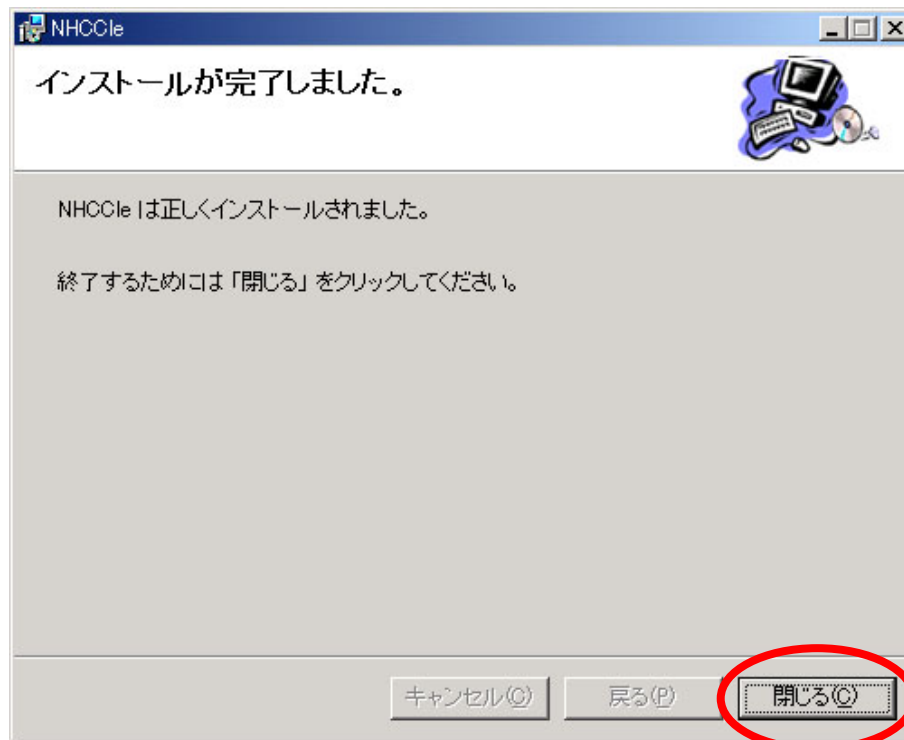 NHCCIe
インストールが完了しました。
NHCCIe は正しくインストールされました。
終了するためには「閉じる」をクリックしてください。
キャンセル(C) 戻る(P) 閉じる(C)